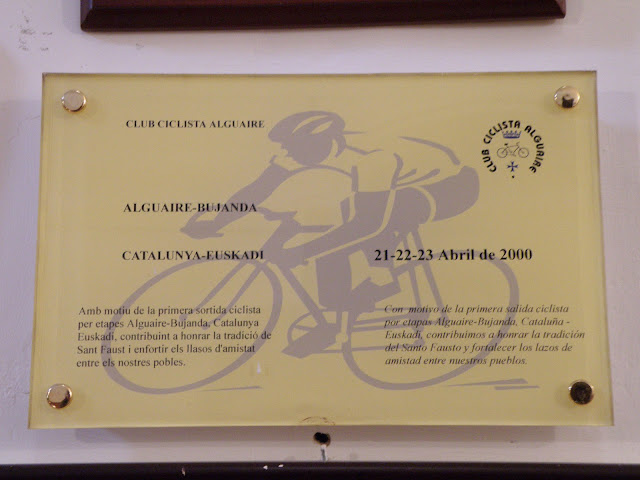 CLUB CICLISTA ALGUAIRE
CLUB CICLISTA ALGUAIRE
ALGUAIRE-BUJANDA
CATALUNYA-EUSKADI
21-22-23 Abril de 2000
Amb motiu de la primera sortida ciclista
per etapes Alguaire-Bujanda, Catalunya
Euskadi, contribuint a honrar la tradició de
Sant Faust i enfortir els llasos d'amistat
entre els nostres pobles.
Con motivo de la primera salida ciclista
por etapas Alguaire-Bujanda, Cataluña -
Euskadi, contribuimos a honrar la tradición
del Santo Fausto y fortalecer los lazos de
amistad entre nuestros pueblos.